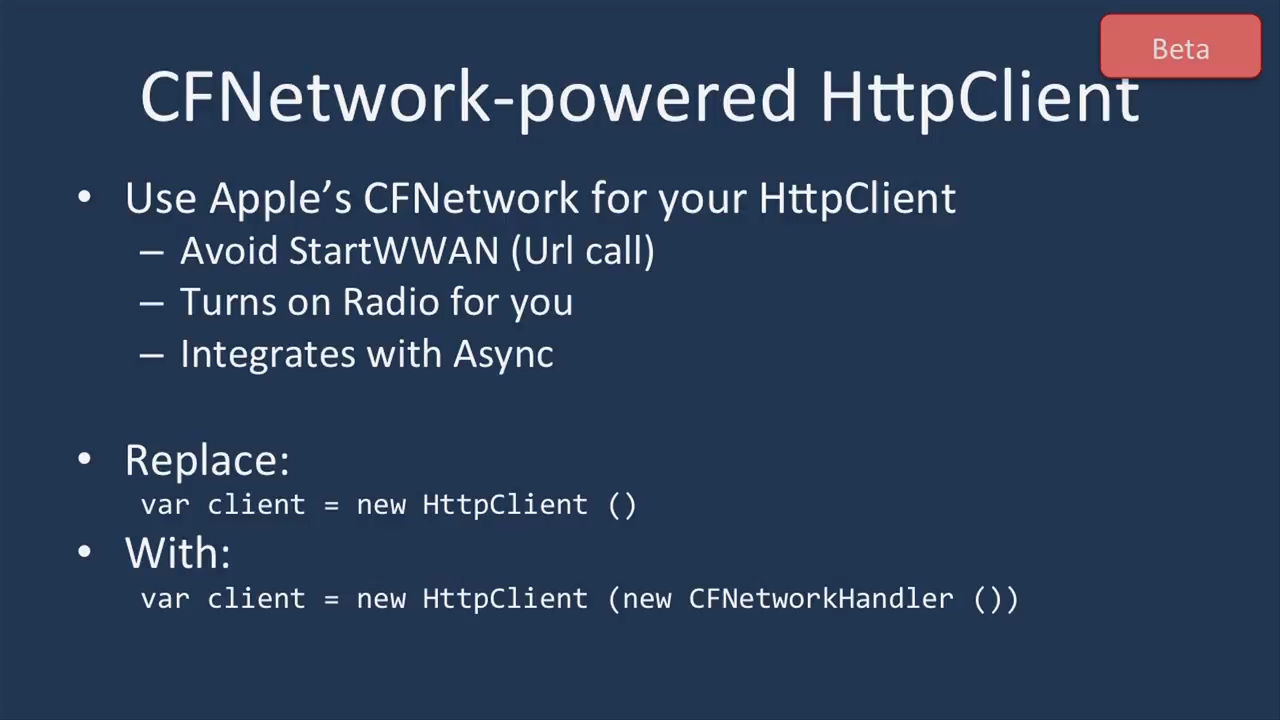 Beta
CFNetwork-powered HttpClient
• Use Apple’s CFNetwork for your HttpClient
– Avoid StartWWAN (Url call)
– Turns on Radio for you
– Integrates with Async
• Replace:
var client = new HttpClient ()
• With:
var client = new HttpClient (new CFNetworkHandler ())